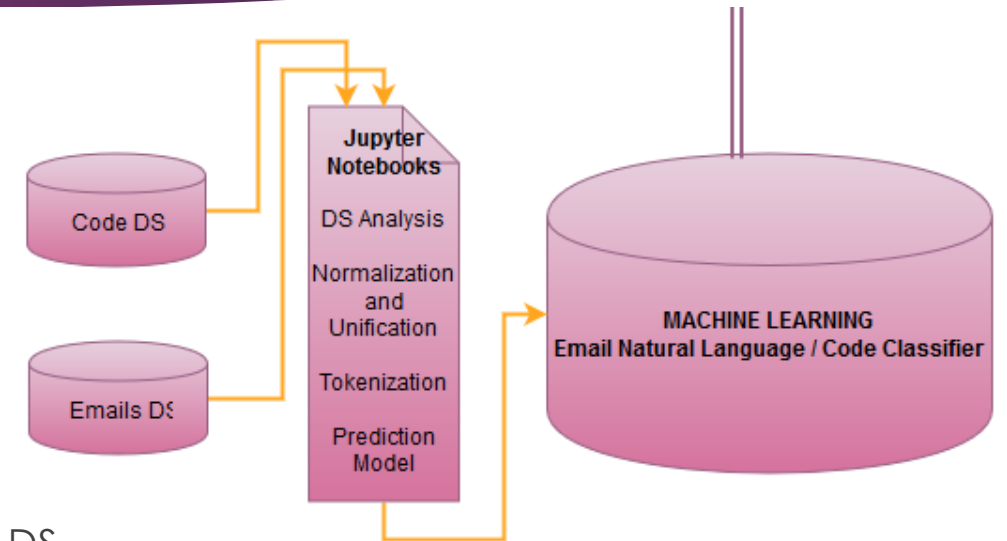 Code DS
Emails DS
Jupyter
Notebooks
DS Analysis
Normalization
and
Unification
Tokenization
Prediction
Model
MACHINE LEARNING
Email Natural Language / Code Classifier
DS